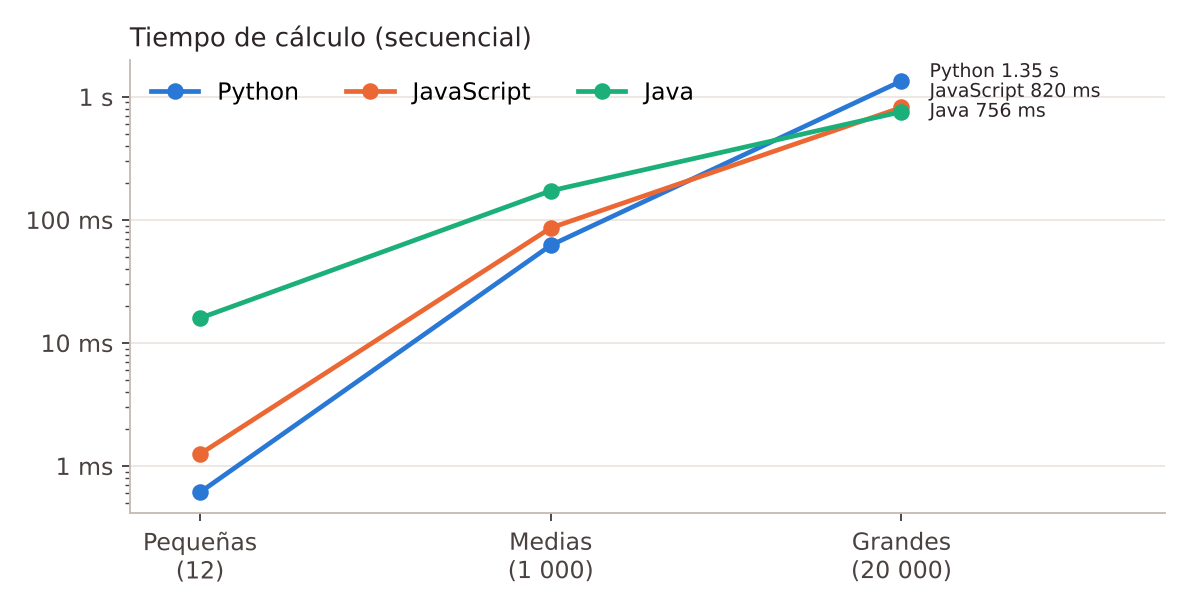 Tiempo de cálculo (secuencial)
Python
JavaScript
Java
Python 1.35 s
JavaScript 820 ms
Java 756 ms
1 s
100 ms
10 ms
1 ms
Pequeñas
(12)
Medias
(1 000)
Grandes
(20 000)